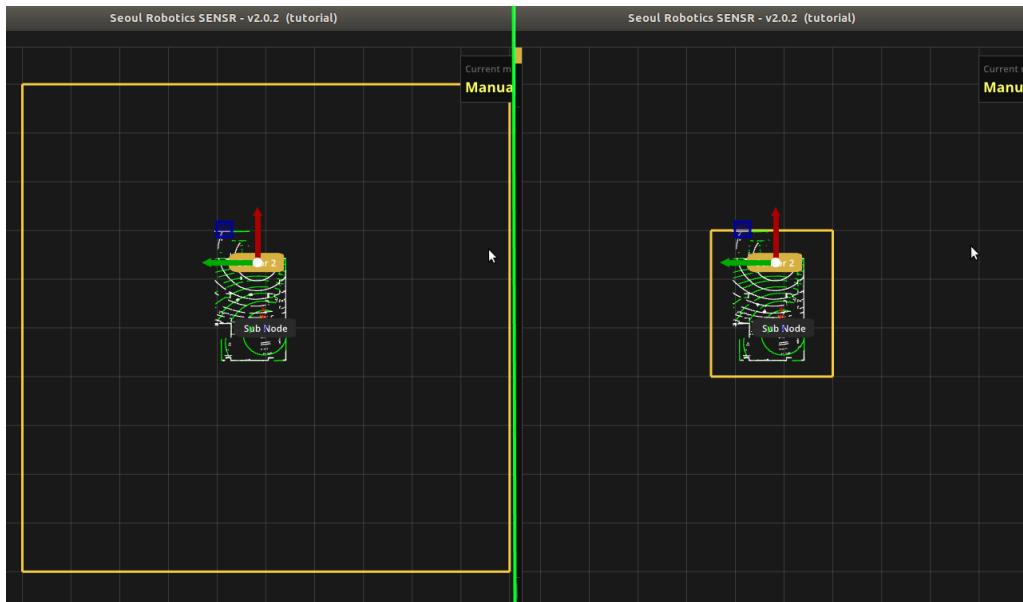 Seoul Robotics SENSR - v2.0.2 (tutorial)
Current m
Manua
2
Sub Node
Seoul Robotics SENSR - v2.0.2 (tutorial)
Current
Manu
2
Sub Node